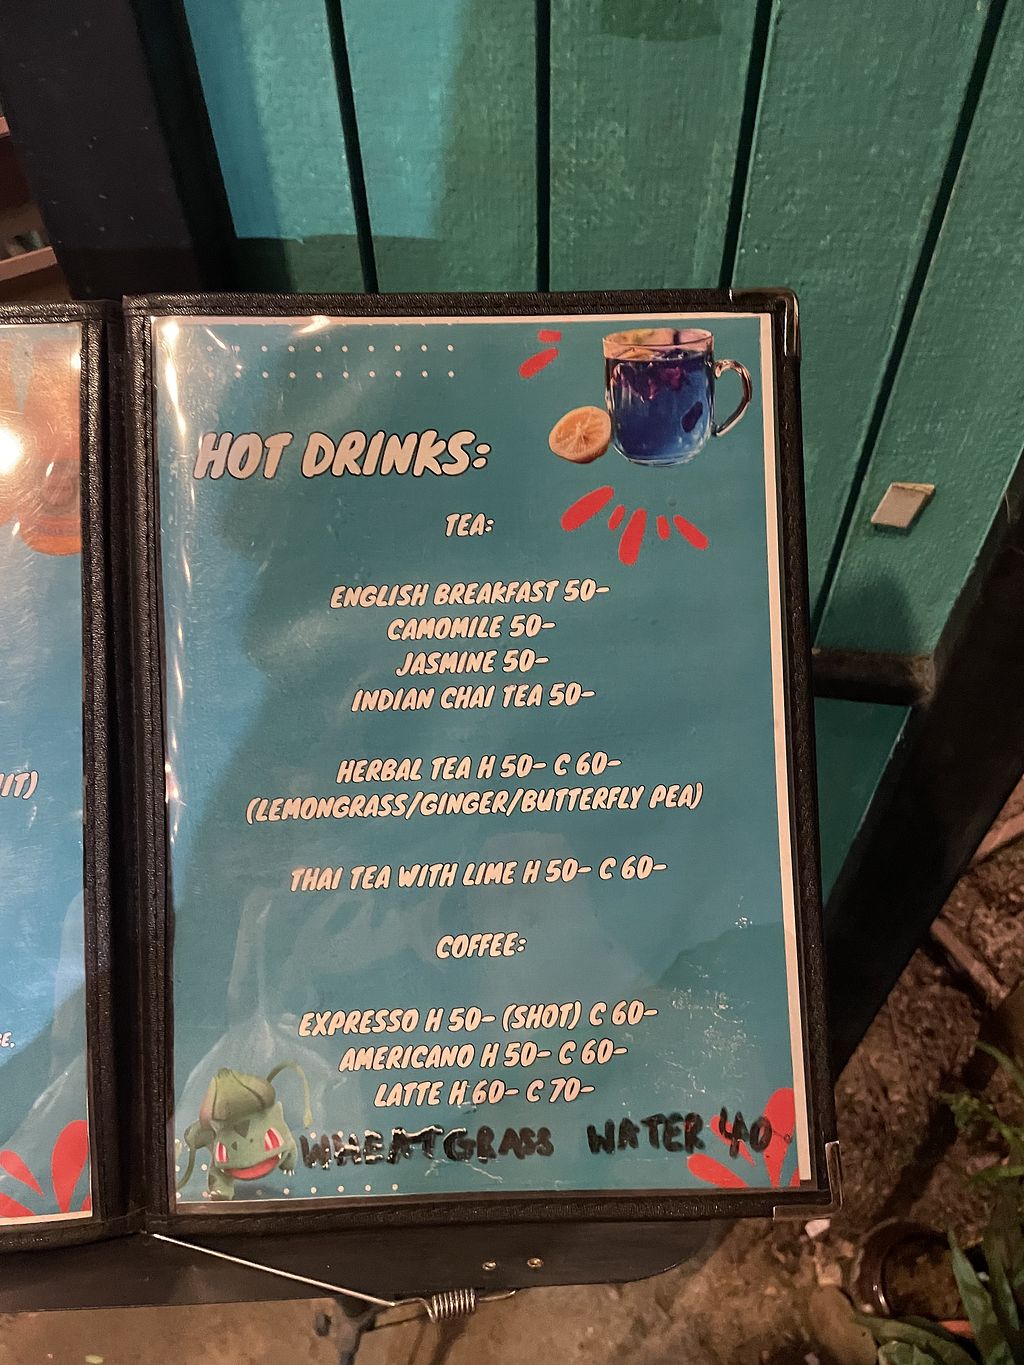 HOT DRINKS:
TEA:
ENGLISH BREAKFAST 50-
CAMOMILE 50-
JASMINE 50-
INDIAN CHAI TEA 50-
HERBAL TEA H 50- C 60-
(LEMONGRASS/GINGER/BUTTERFLY PEA)
THAI TEA WITH LIME H 50- C 60-
COFFEE:
EXPRESSO H 50- (SHOT) C 60-
AMERICANO H 50- C 60-
LATTE H 60- C 70-
WHEATGRASS WATER 40